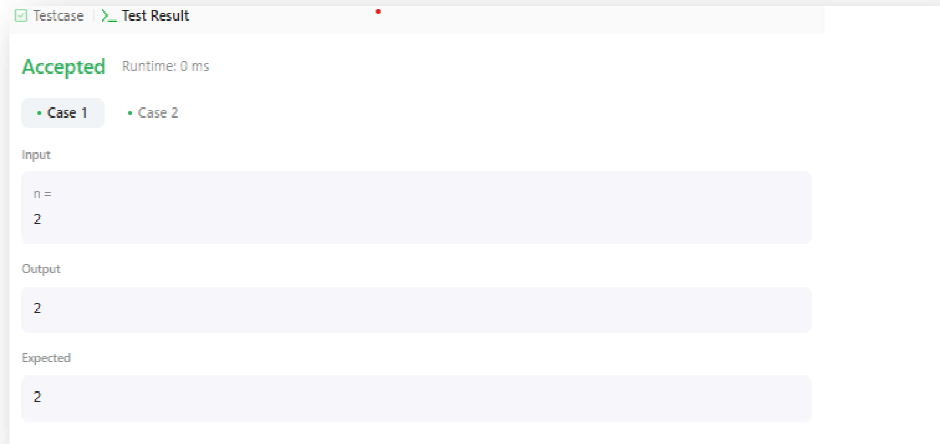 Testcase Test Result
Accepted Runtime: 0 ms
Case 1 Case 2
Input
n =
2
Output
2
Expected
2